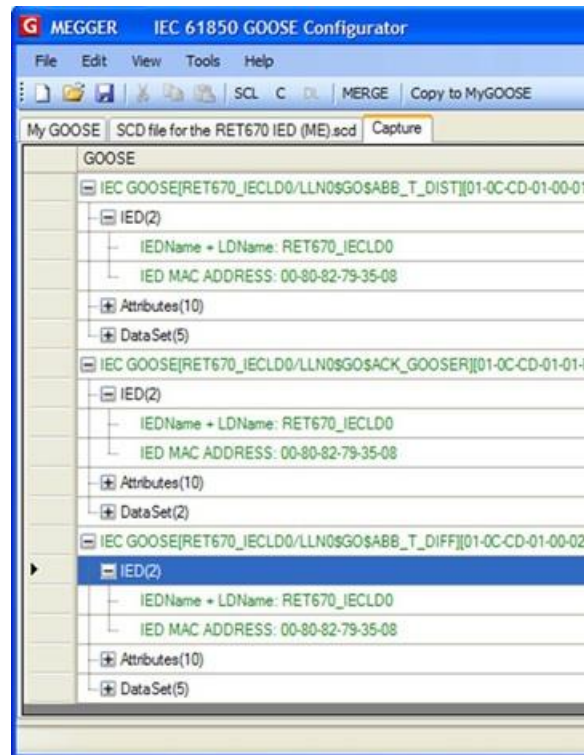 G MEGGER IEC 61850 GOOSE Configurator
File Edit View Tools Help
SCL C DL MERGE Copy to MyGOOSE
My GOOSE SCD file for the RET670 IED (ME).scd Capture
GOOSE
IEC GOOSE[RET670_IECLD0/LLN0$GO$ABB_T_DIST][01-0C-CD-01-00-01
IED(2)
IEDName + LDName: RET670_IECLD0
IED MAC ADDRESS: 00-80-82-79-35-08
Attributes(10)
DataSet(5)
IEC GOOSE[RET670_IECLD0/LLN0$GO$ACK_GOOSER][01-0C-CD-01-01-
IED(2)
IEDName + LDName: RET670_IECLD0
IED MAC ADDRESS: 00-80-82-79-35-08
Attributes(10)
DataSet(2)
IEC GOOSE[RET670_IECLD0/LLN0$GO$ABB_T_DIFF][01-0C-CD-01-00-02
IED(2)
IEDName + LDName: RET670_IECLD0
IED MAC ADDRESS: 00-80-82-79-35-08
Attributes(10)
DataSet(5)